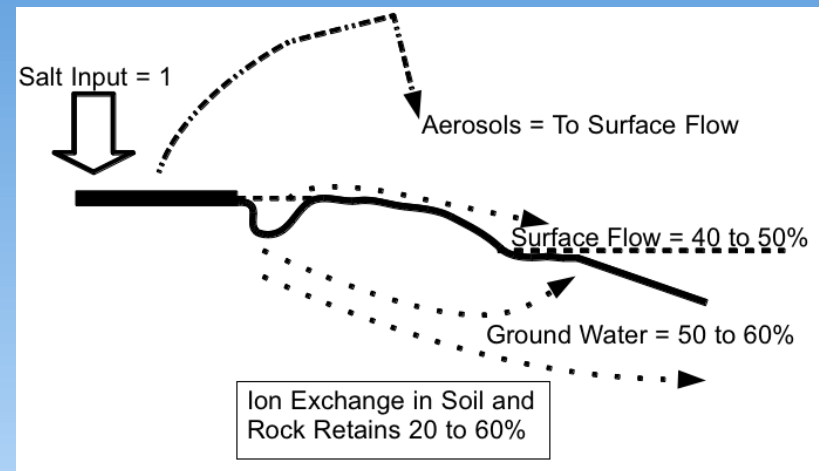 Salt Input = 1
Aerosols = To Surface Flow
Surface Flow = 40 to 50%
Ground Water = 50 to 60%
Ion Exchange in Soil and
Rock Retains 20 to 60%